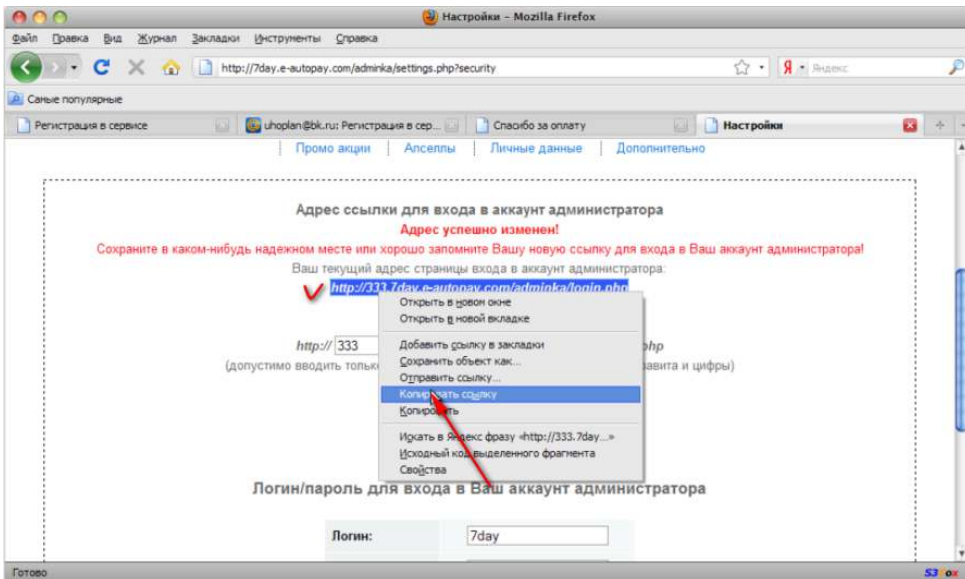 Настройки – Mozilla Firefox
Файл Правка Вид Журнал Закладки Инструменты Справка
http://7day.e-autopay.com/adminka/settings.php?security
Яндекс
Самые популярные
Регистрация в сервисе
uhoplan@bk.ru: Регистрация в сер...
Спасибо за оплату
Настройки
Промо акции | Апселлы | Личные данные | Дополнительно
Адрес ссылки для входа в аккаунт администратора
Адрес успешно изменен!
Сохраните в каком-нибудь надежном месте или хорошо запомните Вашу новую ссылку для входа в Ваш аккаунт администратора!
Ваш текущий адрес страницы входа в аккаунт администратора:
http://333.7day.e-autopay.com/adminka/login.php
Открыть в новом окне
Открыть в новой вкладке
Добавить ссылку в закладки
http:// 333 php
Сохранить объект как...
(допустимо вводить только и цифры)
Отправить ссылку...
Копировать ссылку
Копировать
Искать в Яндекс фразу «http://333.7day...»
Исходный код выделенного фрагмента
Свойства
Логин/пароль для входа в Ваш аккаунт администратора
Логин: 7day
Готово